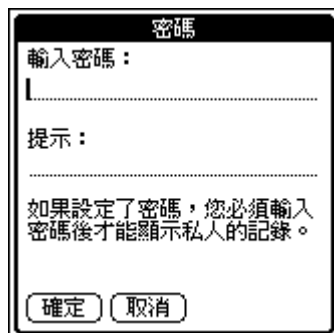 密碼
輸入密碼：
提示：
如果設定了密碼，您必須輸入
密碼後才能顯示私人的記錄。
確定 取消